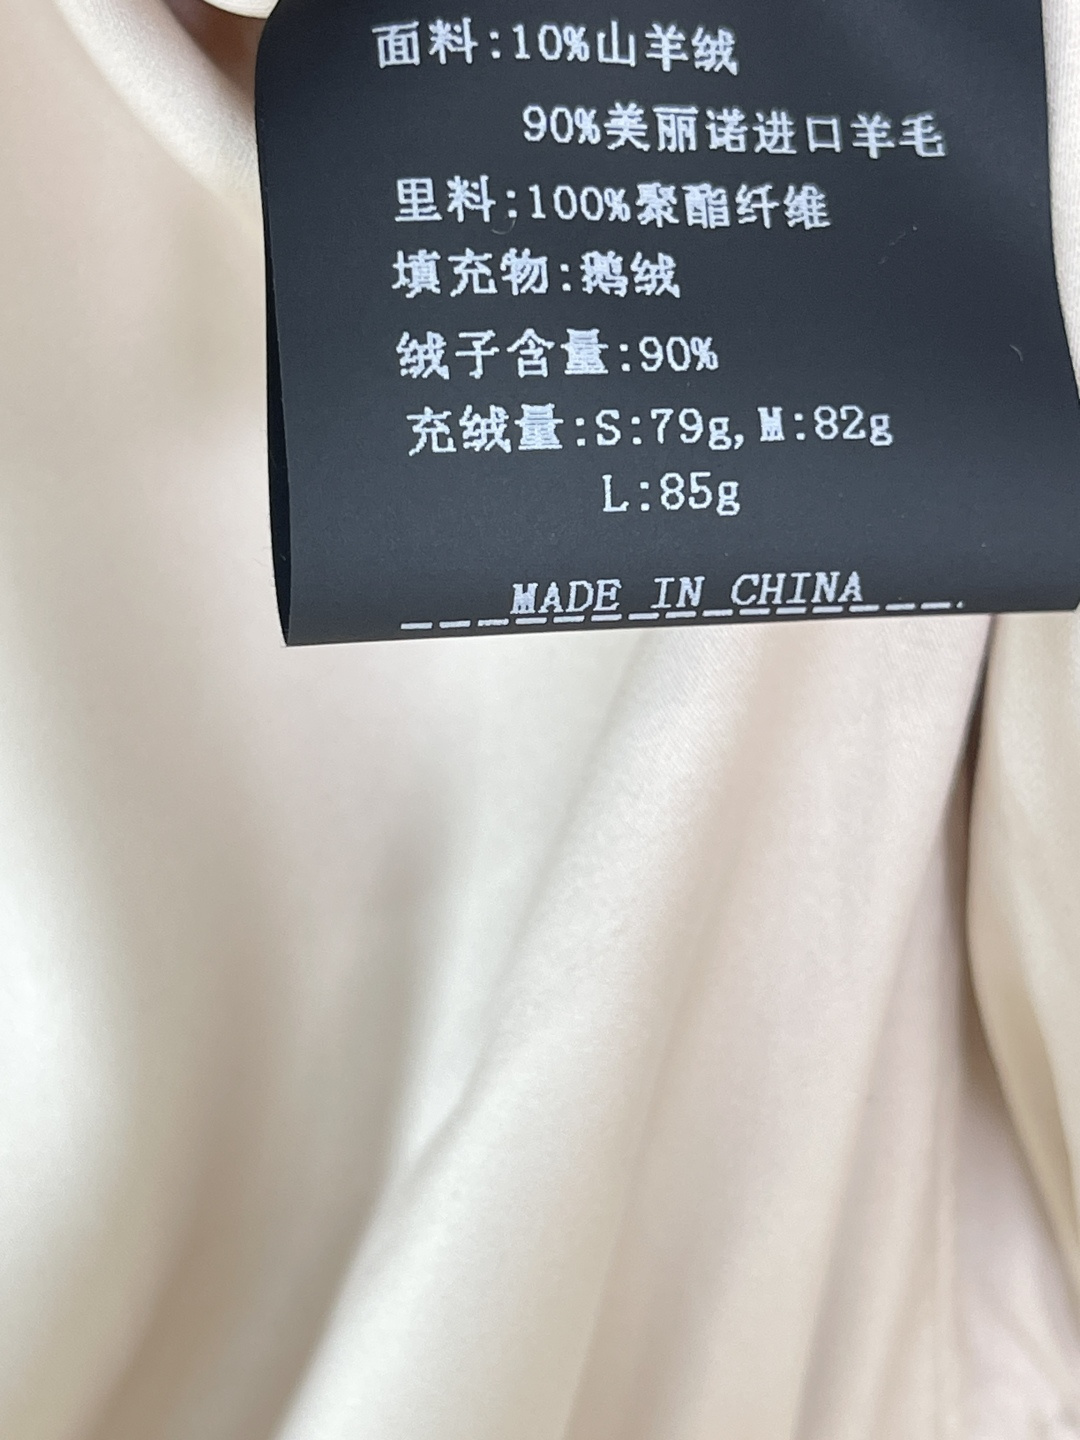 面料:10%山羊绒
90%美丽诺进口羊毛
里料:100%聚酯纤维
填充物:鹅绒
绒子含量:90%
充绒量:S:79g,M:82g
L:85g
MADE IN CHINA